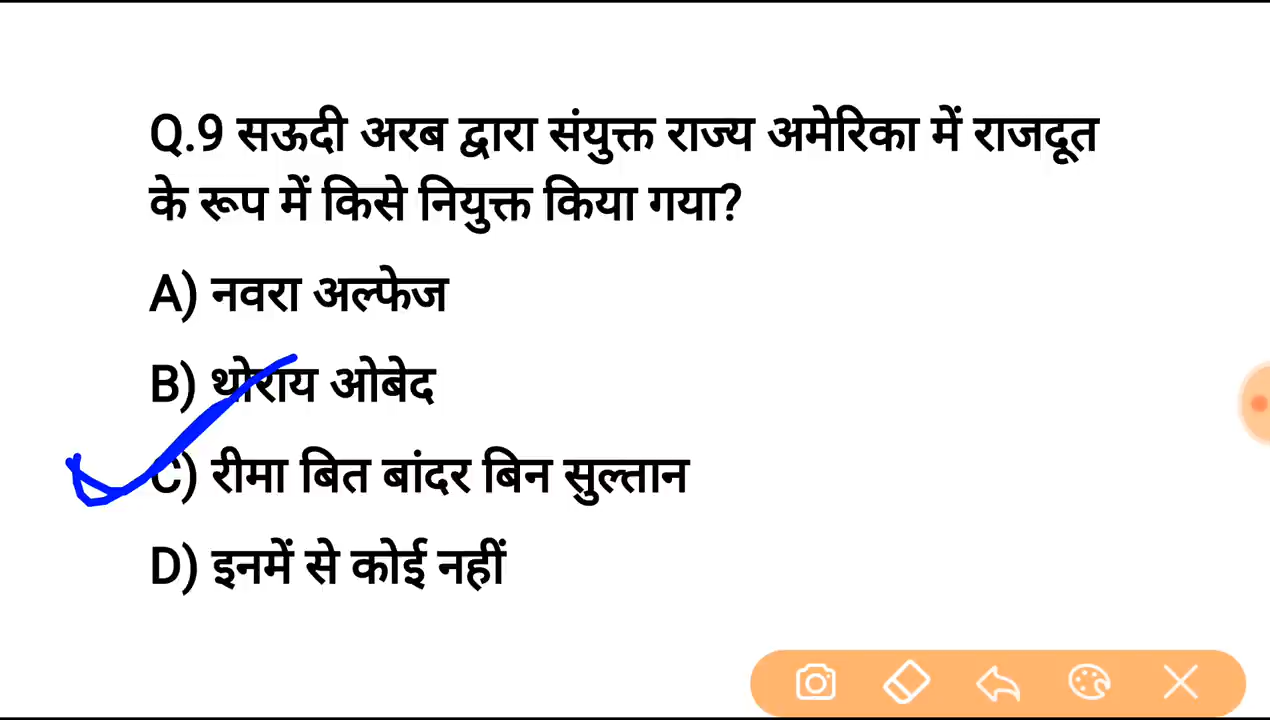 Q.9 सऊदी अरब द्वारा संयुक्त राज्य अमेरिका में राजदूत
के रूप में किसे नियुक्त किया गया?
A) नवरा अल्फेज
B) थोराय ओबेद
C) रीमा बित बांदर बिन सुल्तान
D) इनमें से कोई नहीं